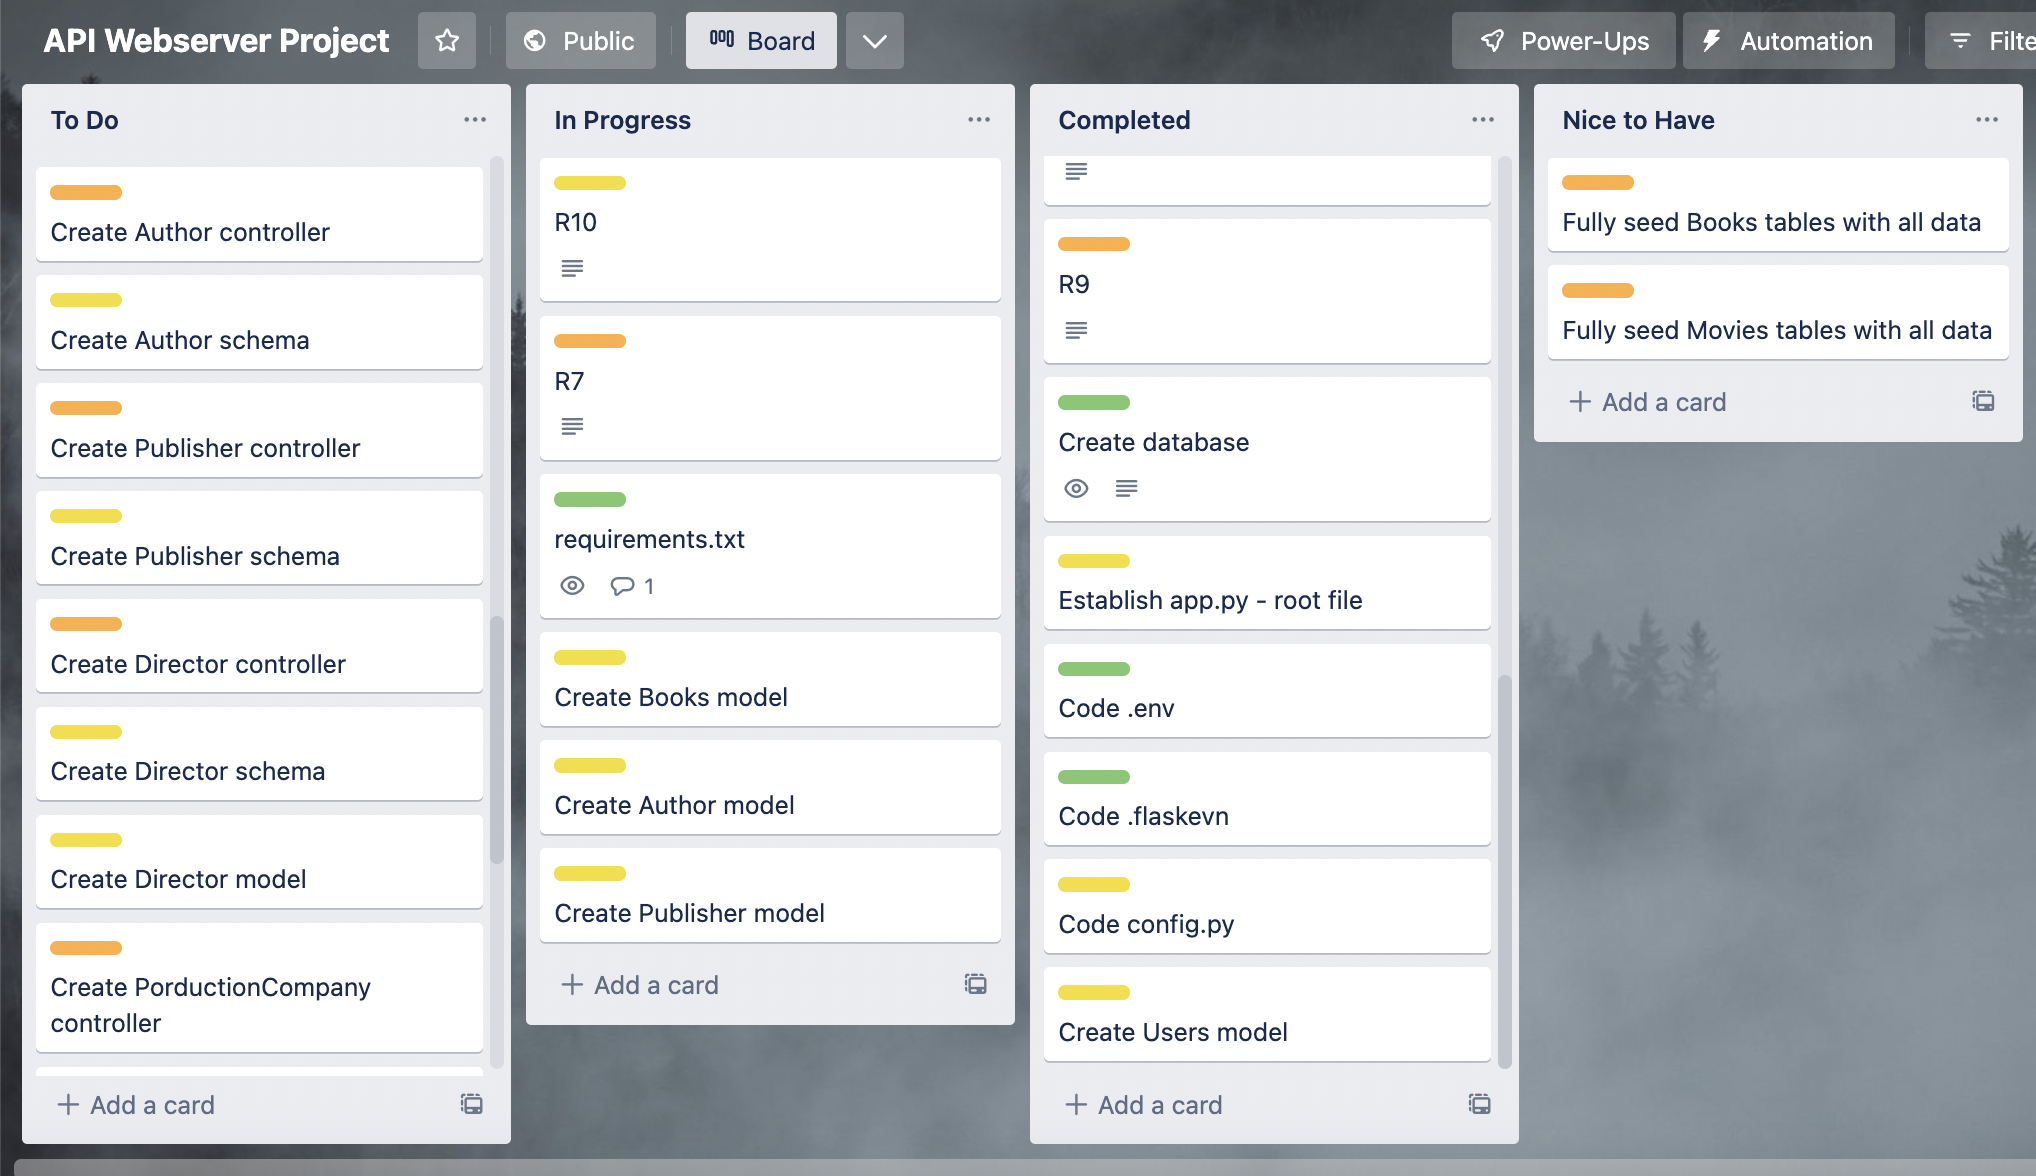 API Webserver Project
Public
Board
Power-Ups
Automation
Filte
To Do
Create Author controller
Create Author schema
Create Publisher controller
Create Publisher schema
Create Director controller
Create Director schema
Create Director model
Create PorductionCompany
controller
+ Add a card
In Progress
R10
R7
requirements.txt
1
Create Books model
Create Author model
Create Publisher model
+ Add a card
Completed
R9
Create database
Establish app.py - root file
Code .env
Code .flaskevn
Code config.py
Create Users model
+ Add a card
Nice to Have
Fully seed Books tables with all data
Fully seed Movies tables with all data
+ Add a card